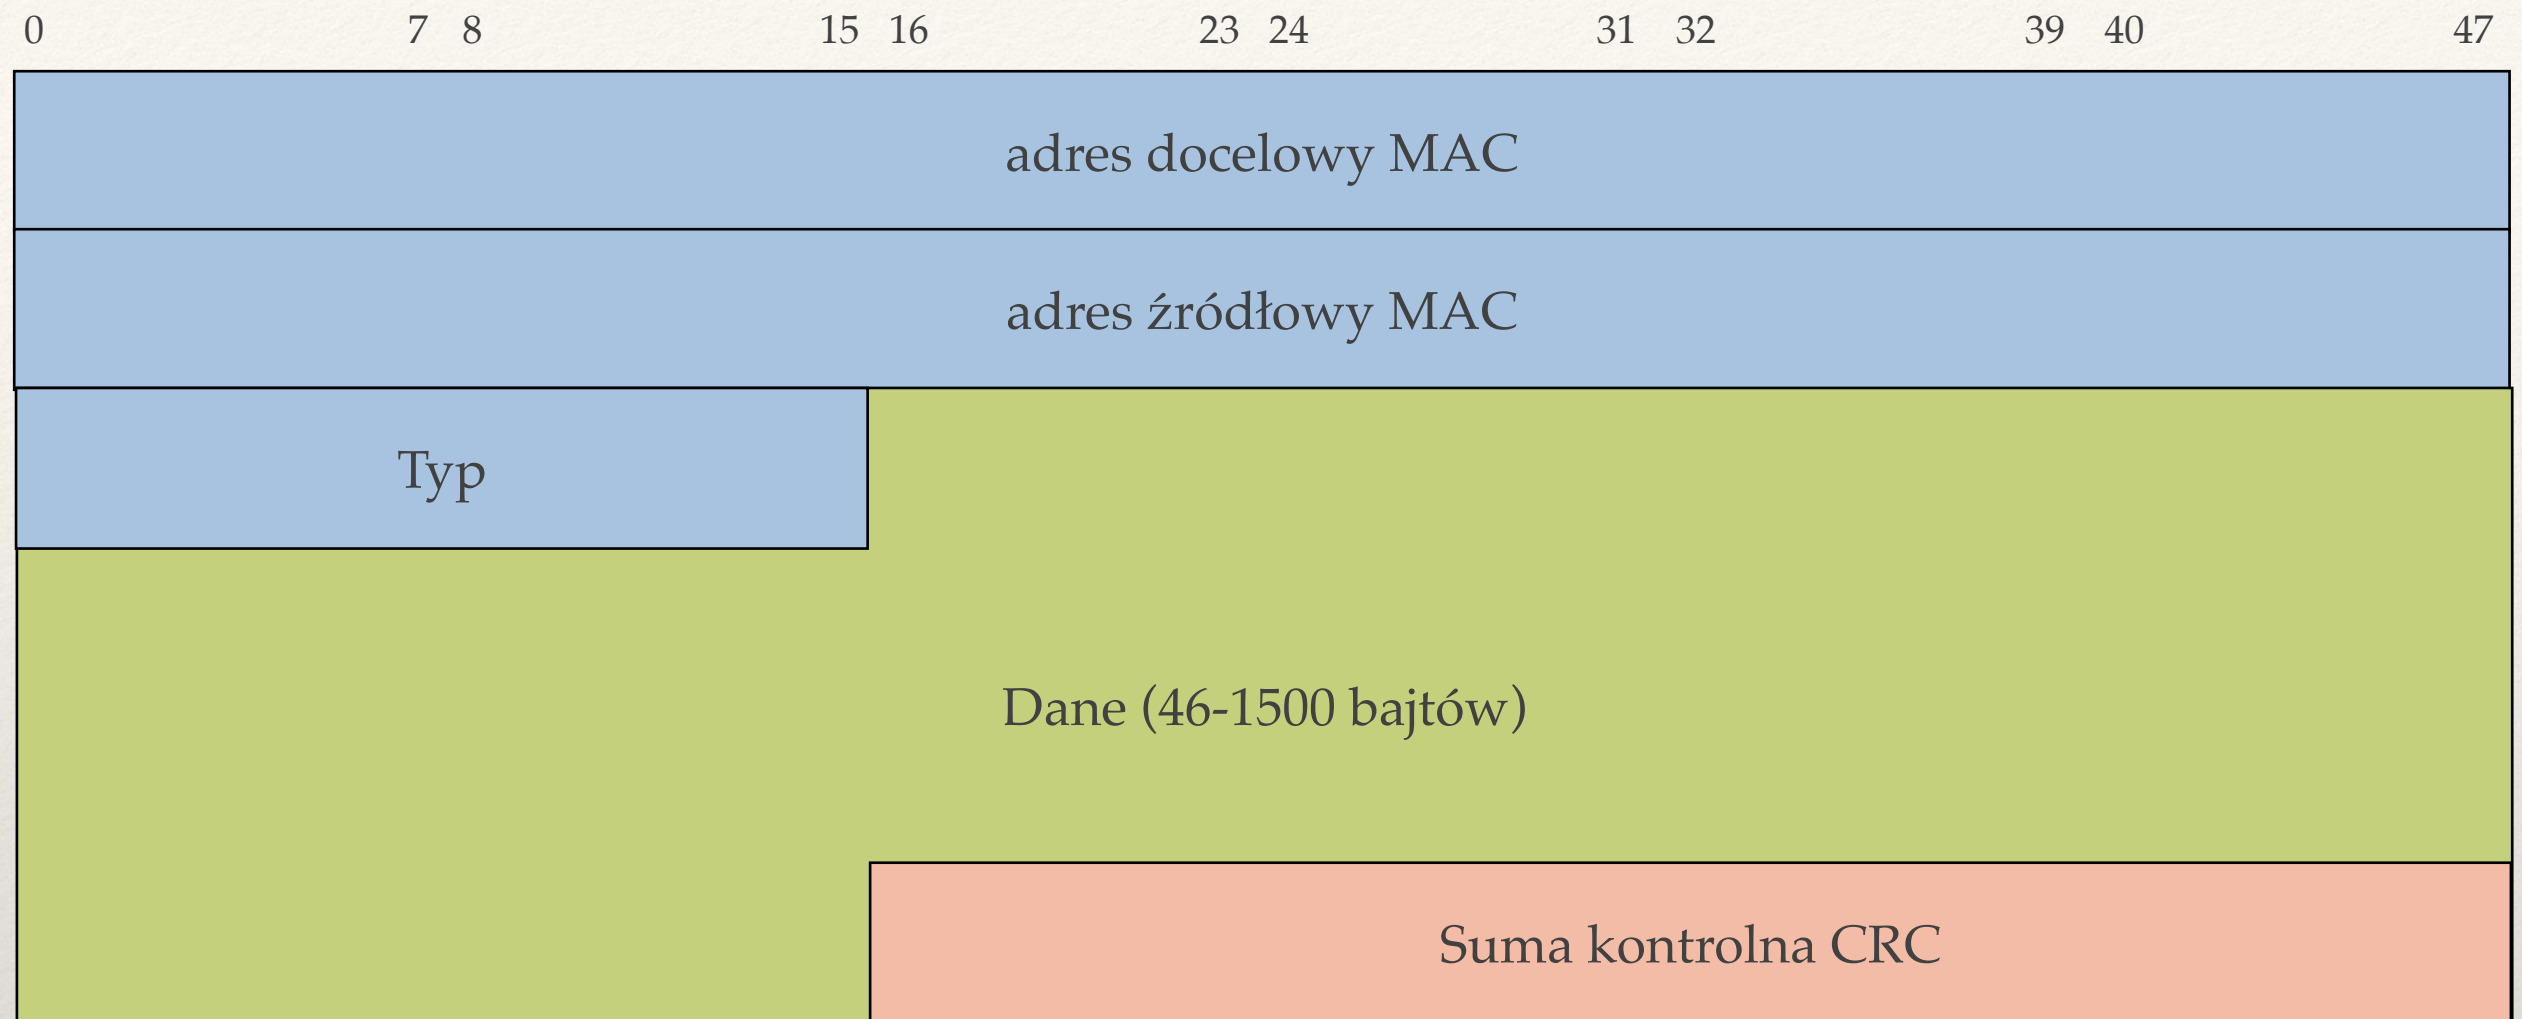 0 7 8 15 16 23 24 31 32 39 40 47
adres docelowy MAC
adres źródłowy MAC
Typ
Dane (46-1500 bajtów)
Suma kontrolna CRC